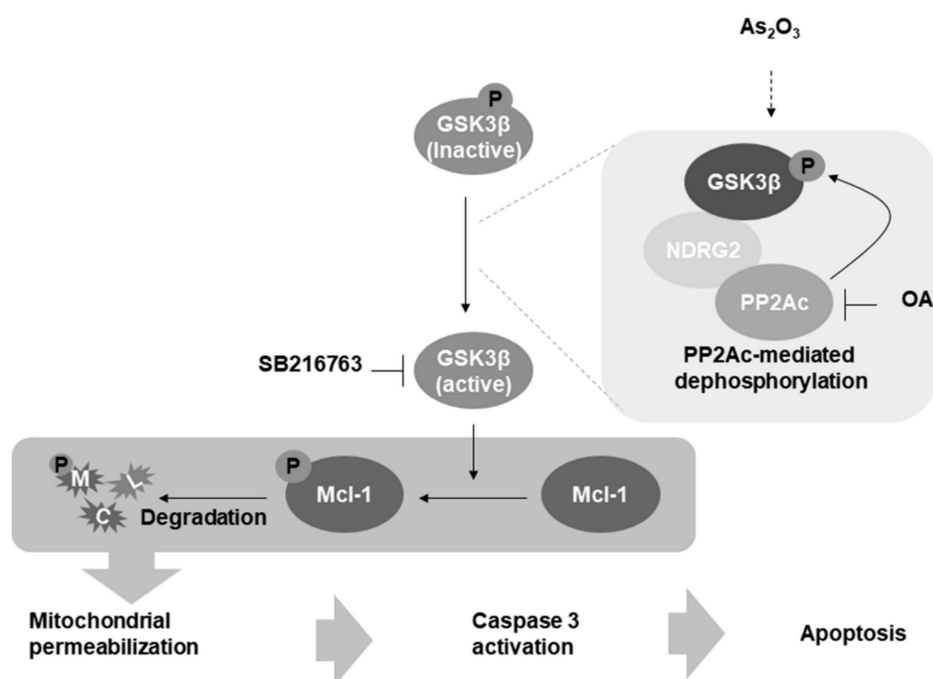 As₂O₃
P
GSK3β
(Inactive)
GSK3β
P
NDRG2
PP2Ac
OA
PP2Ac-mediated
dephosphorylation
SB216763
GSK3β
(active)
P
M
L
C
Degradation
P
Mcl-1
Mcl-1
Mitochondrial
permeabilization
Caspase 3
activation
Apoptosis